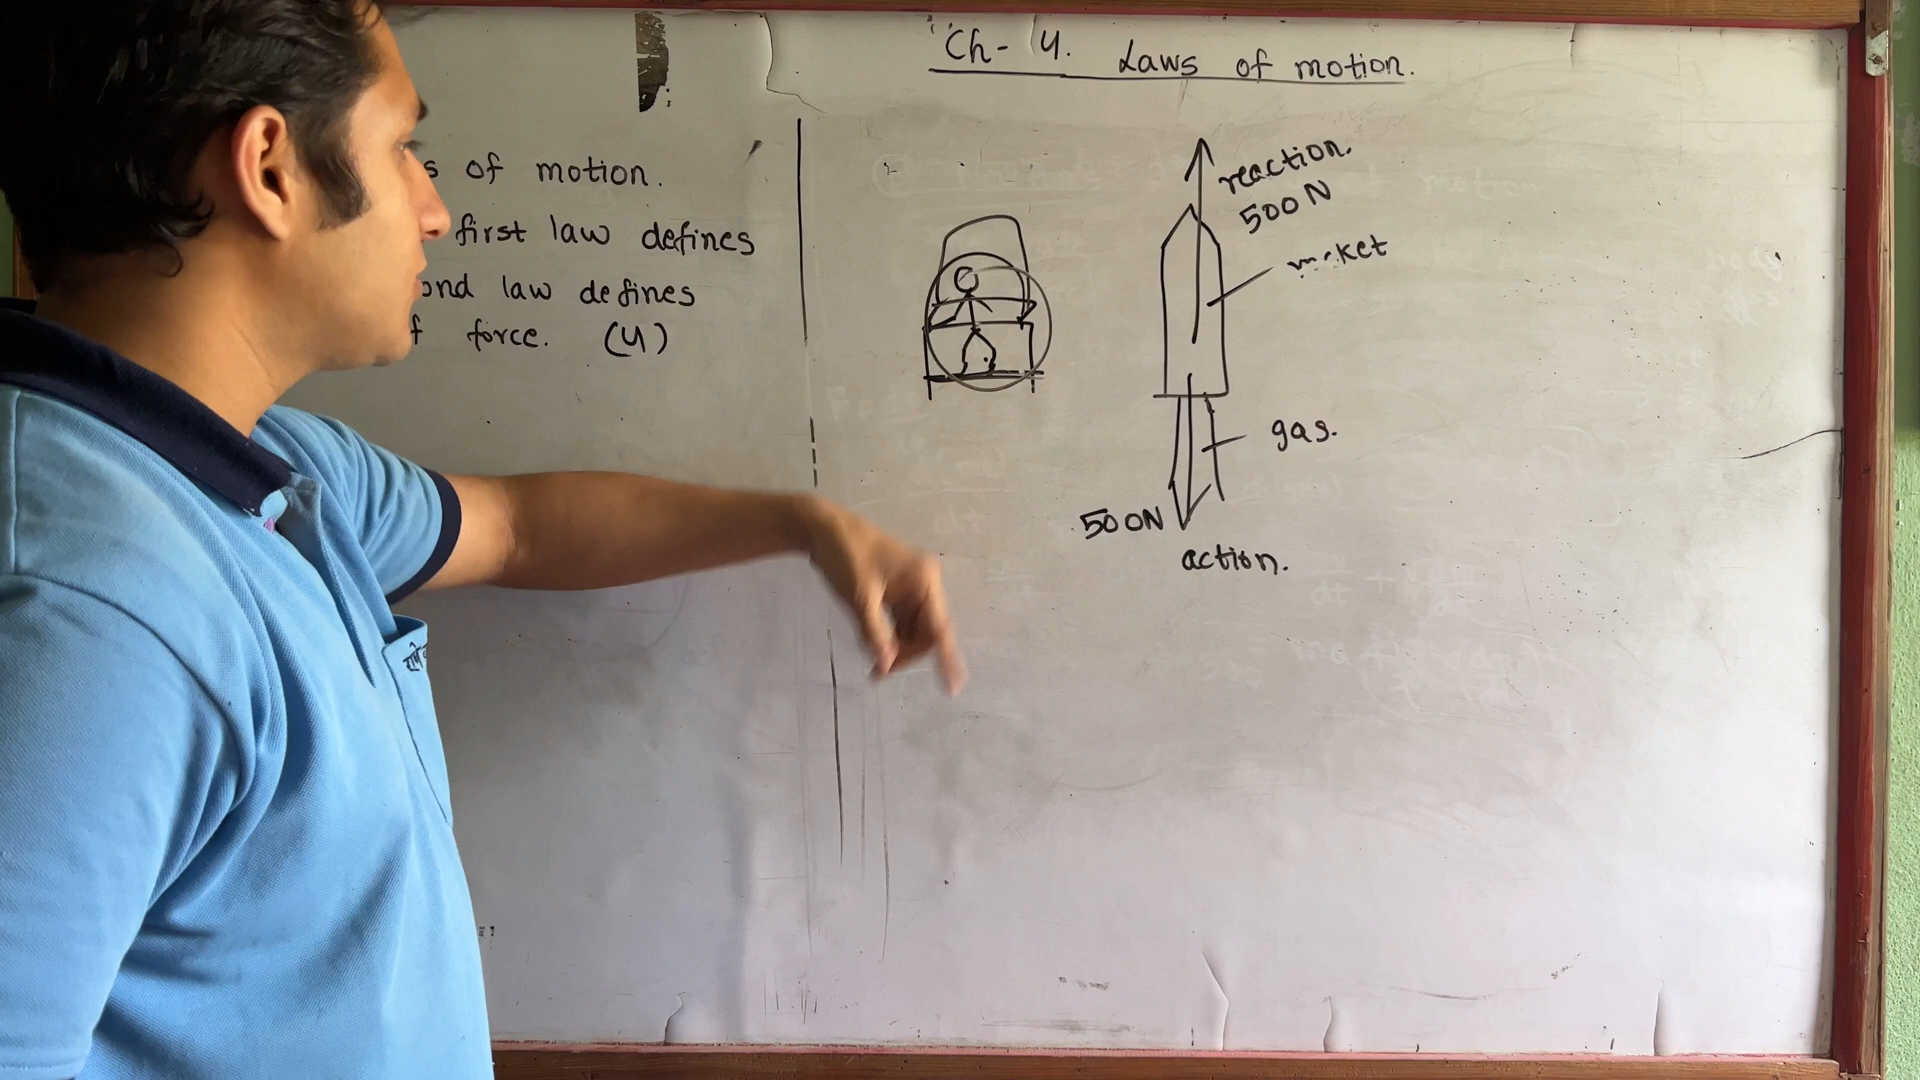 Ch- 4. Laws of motion.
s of motion.
first law defines
ond law defines
f force. (4)
reaction.
500 N
gas.
500N
action.